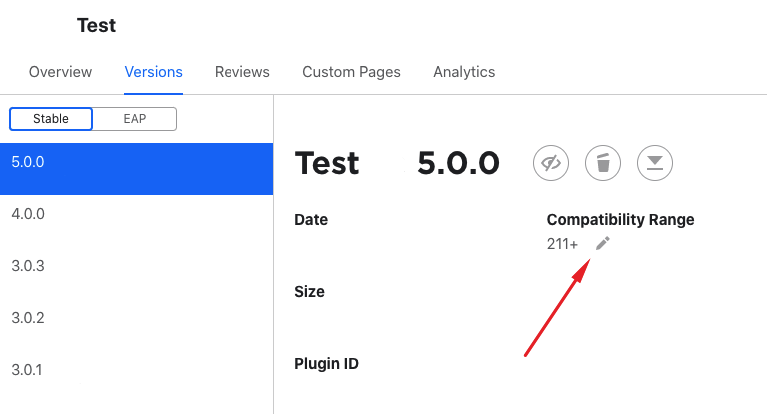 Test
Overview Versions Reviews Custom Pages Analytics
Stable EAP
5.0.0
4.0.0
3.0.3
3.0.2
3.0.1
Test 5.0.0
Date
Compatibility Range
211+
Size
Plugin ID